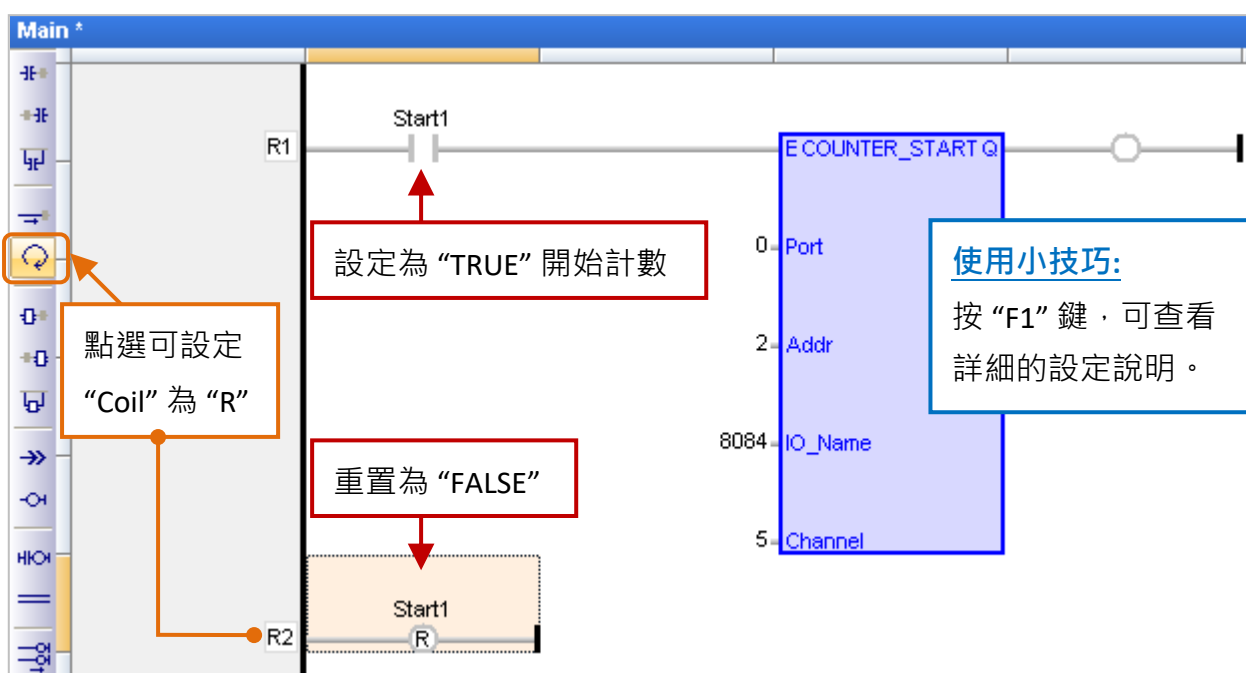 Main *
Start1
R1
E COUNTER_START Q
設定為 “TRUE” 開始計數
0
Port
使用小技巧:
按 “F1” 鍵，可查看
詳細的設定說明。
點選可設定
“Coil” 為 “R”
2
Addr
8084
IO_Name
重置為 “FALSE”
5
Channel
Start1
R2
R